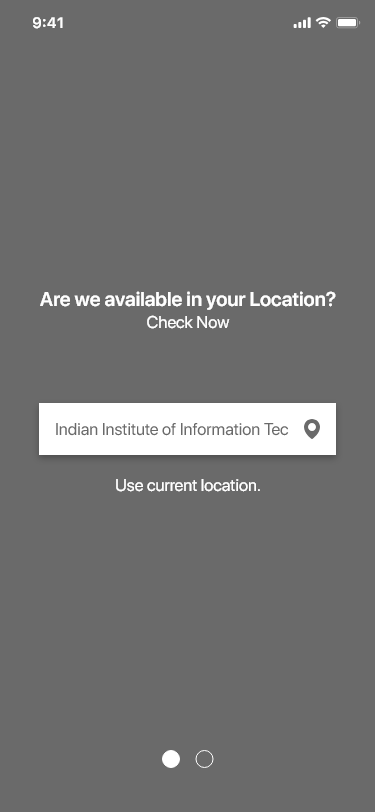 9:41
Are we available in your Location?
Check Now
Indian Institute of Information Tec
Use current location.